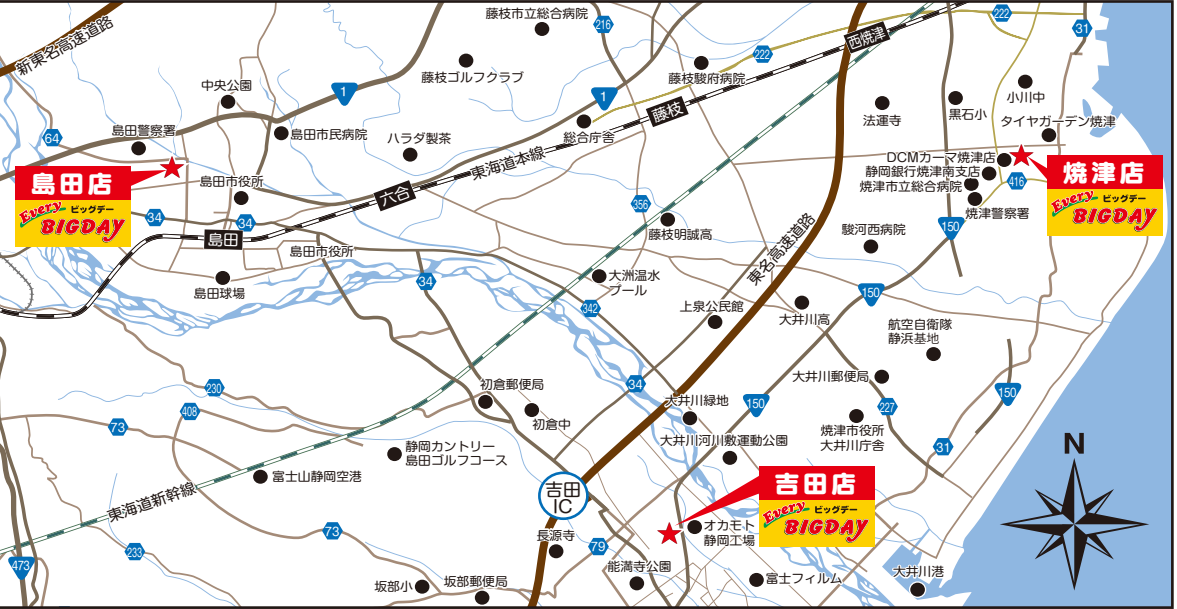 新東名高速道路
藤枝市立総合病院
216
222
31
西焼津
222
藤枝ゴルフクラブ
藤枝駿府病院
中央公園
1
1
藤枝
小川中
黒石小
法運寺
タイヤガーデン焼津
64
島田警察署
島田市民病院
ハラダ製茶
総合庁舎
東海道本線
DCMカーマ焼津店
静岡銀行焼津南支店
焼津市立総合病院
416
焼津警察署
焼津店
Every ビッグデー
BIGDAY
島田店
Every ビッグデー
BIGDAY
島田市役所
六合
34
34
島田
島田市役所
356
藤枝明誠高
東名高速道路
駿河西病院
150
島田球場
34
大洲温水
プール
342
上泉公民館
大井川高
150
航空自衛隊
静浜基地
大井川郵便局
230
408
73
初倉郵便局
初倉中
34
大井川緑地
150
227
150
焼津市役所
大井川庁舎
31
静岡カントリー
島田ゴルフコース
大井川河川敷運動公園
富士山静岡空港
東海道新幹線
吉田
IC
吉田店
Every ビッグデー
BIGDAY
N
73
233
473
長源寺
79
オカモト
静岡工場
能満寺公園
富士フィルム
大井川港
坂部小
坂部郵便局